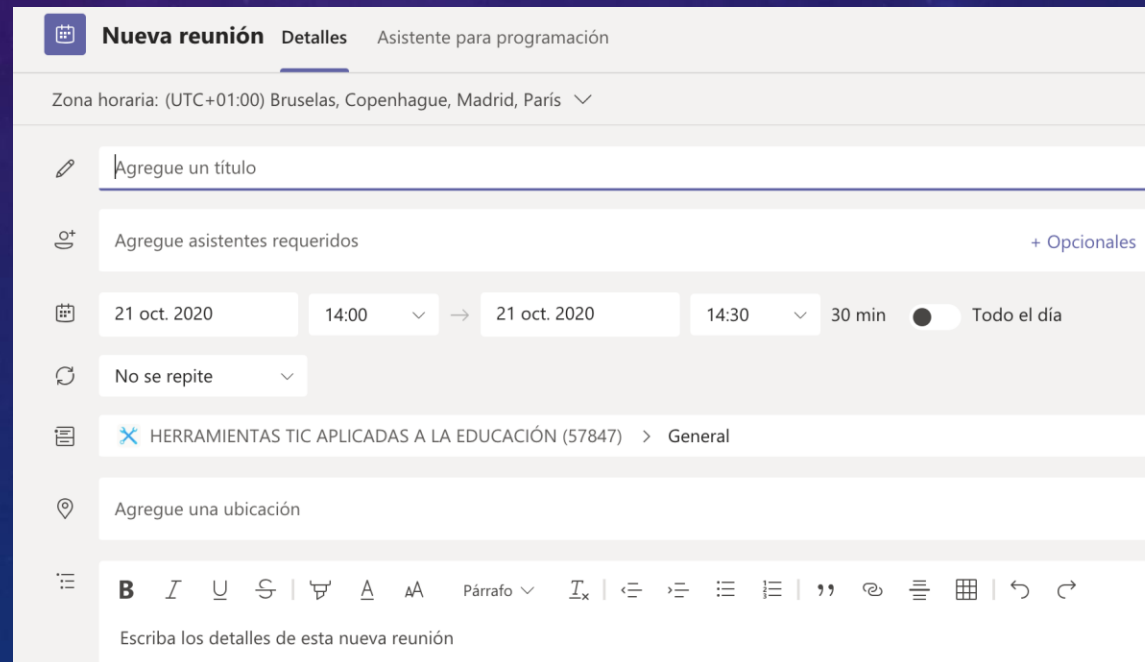 Nueva reunión Detalles Asistente para programación
Zona horaria: (UTC+01:00) Bruselas, Copenhague, Madrid, París
Agregue un título
Agregue asistentes requeridos + Opcionales
21 oct. 2020 14:00 → 21 oct. 2020 14:30 30 min Todo el día
No se repite
HERRAMIENTAS TIC APLICADAS A LA EDUCACIÓN (57847) > General
Agregue una ubicación
B I U S A AA Párrafo Tx
Escriba los detalles de esta nueva reunión